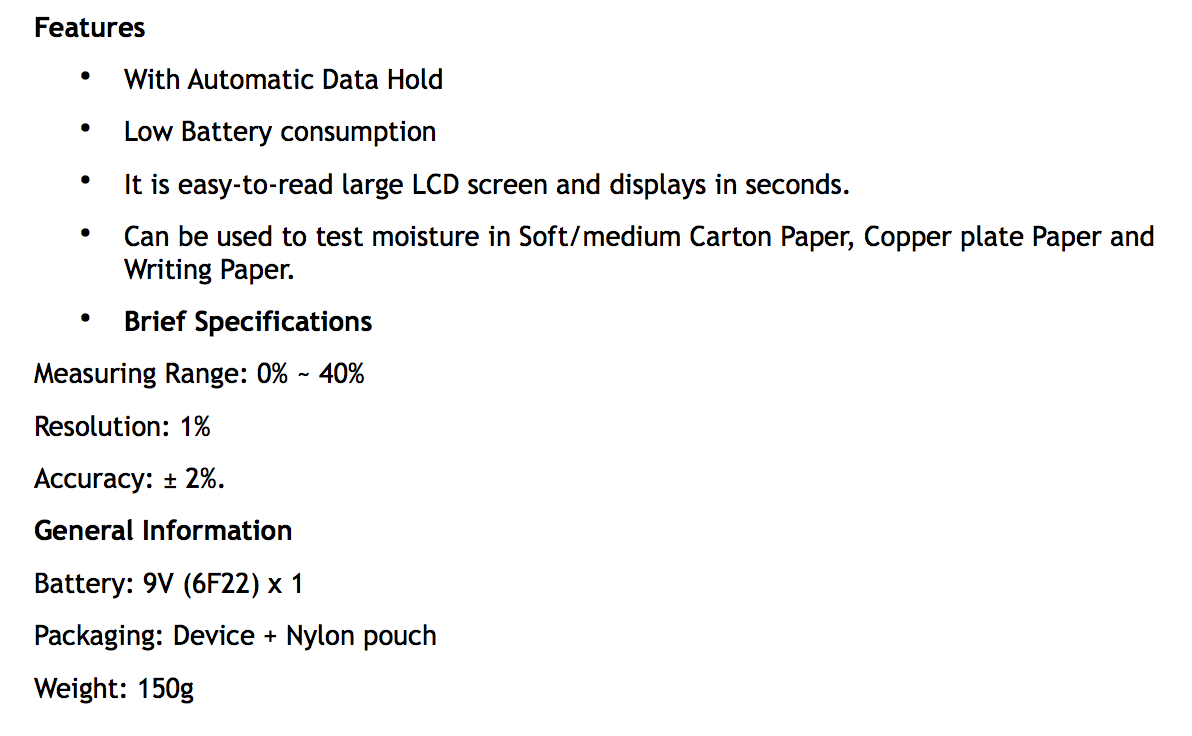 Features
• With Automatic Data Hold
• Low Battery consumption
• It is easy-to-read large LCD screen and displays in seconds.
• Can be used to test moisture in Soft/medium Carton Paper, Copper plate Paper and
Writing Paper.
• Brief Specifications
Measuring Range: 0% ~ 40%
Resolution: 1%
Accuracy: ± 2%.
General Information
Battery: 9V (6F22) x 1
Packaging: Device + Nylon pouch
Weight: 150g